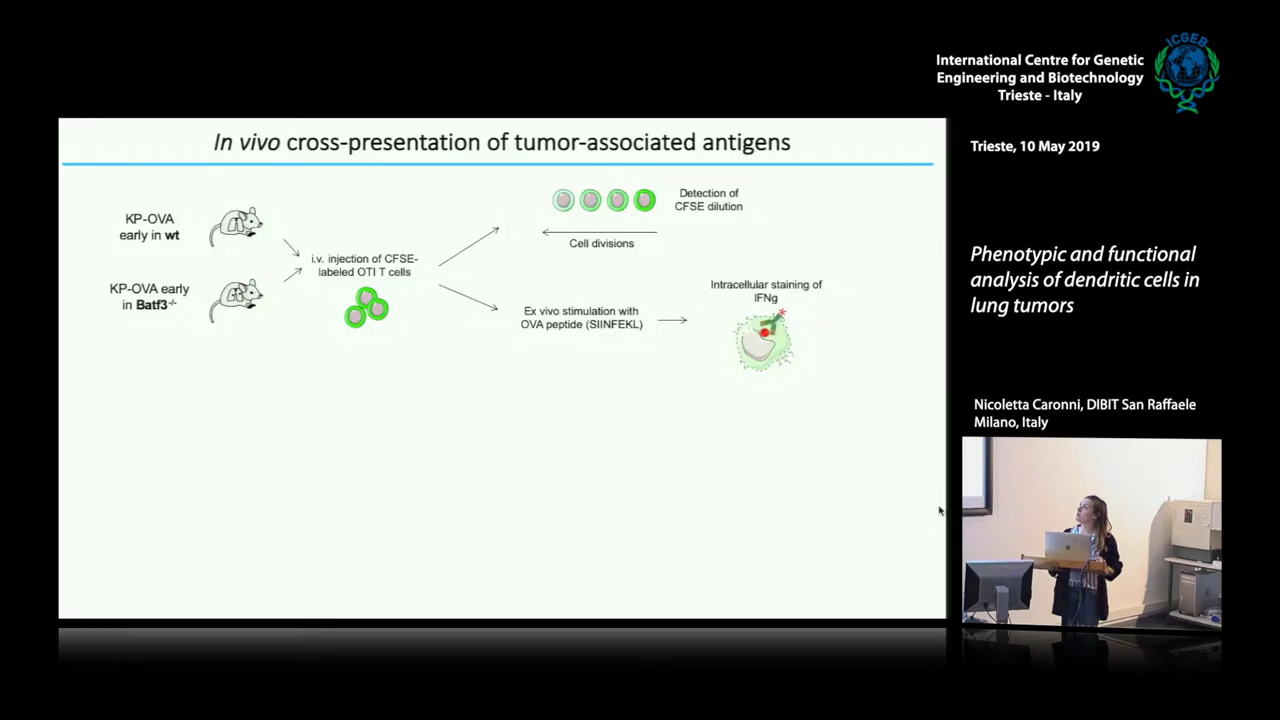 International Centre for Genetic
Engineering and Biotechnology
Trieste - Italy
ICGEB
Trieste, 10 May 2019
Phenotypic and functional
analysis of dendritic cells in
lung tumors
Nicoletta Caronni, DIBIT San Raffaele
Milano, Italy
In vivo cross-presentation of tumor-associated antigens
KP-OVA
early in wt
KP-OVA early
in Batf3-/-
i.v. injection of CFSE-
labeled OTI T cells
Detection of
CFSE dilution
Cell divisions
Ex vivo stimulation with
OVA peptide (SIINFEKL)
Intracellular staining of
IFNg
*